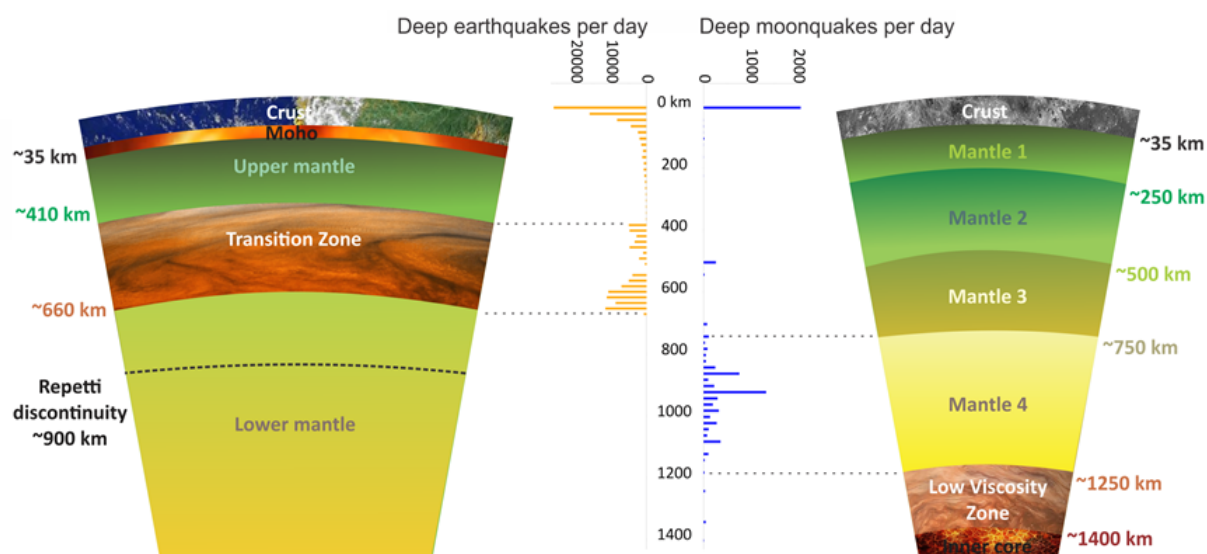 Deep earthquakes per day
Deep moonquakes per day
20000
10000
0
0
1000
2000
0 km
200
400
600
800
1000
1200
1400
Crust
Moho
~35 km
Upper mantle
~410 km
Transition Zone
~660 km
Repetti
discontinuity
~900 km
Lower mantle
Crust
~35 km
Mantle 1
~250 km
Mantle 2
~500 km
Mantle 3
~750 km
Mantle 4
~1250 km
Low Viscosity
Zone
~1400 km
Inner core